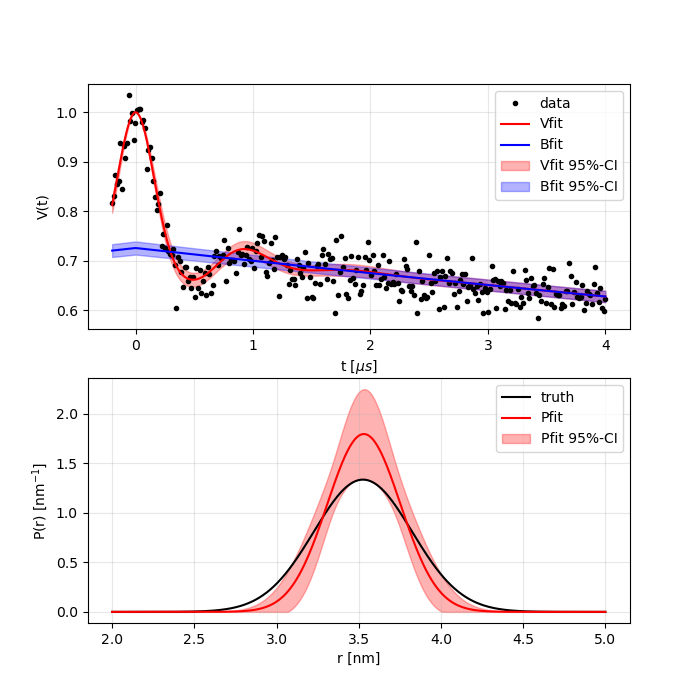 1.0
0.9
0.8
0.7
0.6
V(t)
data
Vfit
Bfit
Vfit 95%-CI
Bfit 95%-CI
0 1 2 3 4
t [μs]
2.0
1.5
1.0
0.5
0.0
P(r) [nm⁻¹]
truth
Pfit
Pfit 95%-CI
2.0 2.5 3.0 3.5 4.0 4.5 5.0
r [nm]